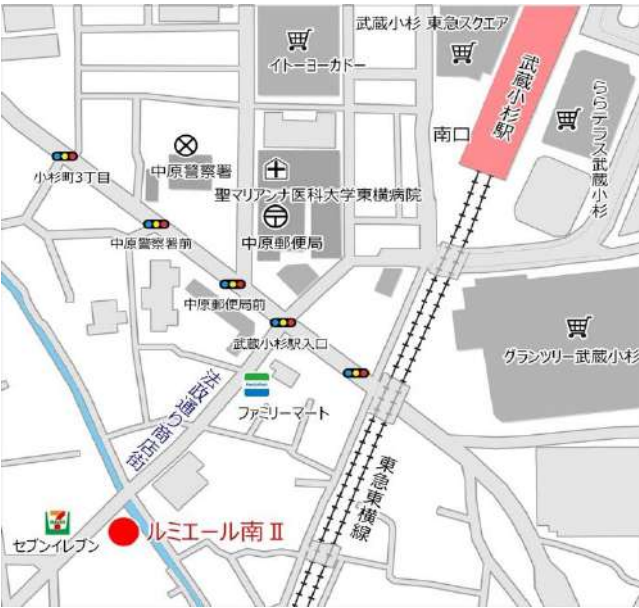 武蔵小杉 東急スクエア
イトーヨーカドー
武蔵小杉駅
南口
ららテラス武蔵小杉
小杉町3丁目
中原警察署
聖マリアンナ医科大学東横病院
中原郵便局
中原警察署前
中原郵便局前
武蔵小杉駅入口
グランツリー武蔵小杉
ファミリーマート
法政通り商店街
東急東横線
セブンイレブン
ルミエール南Ⅱ